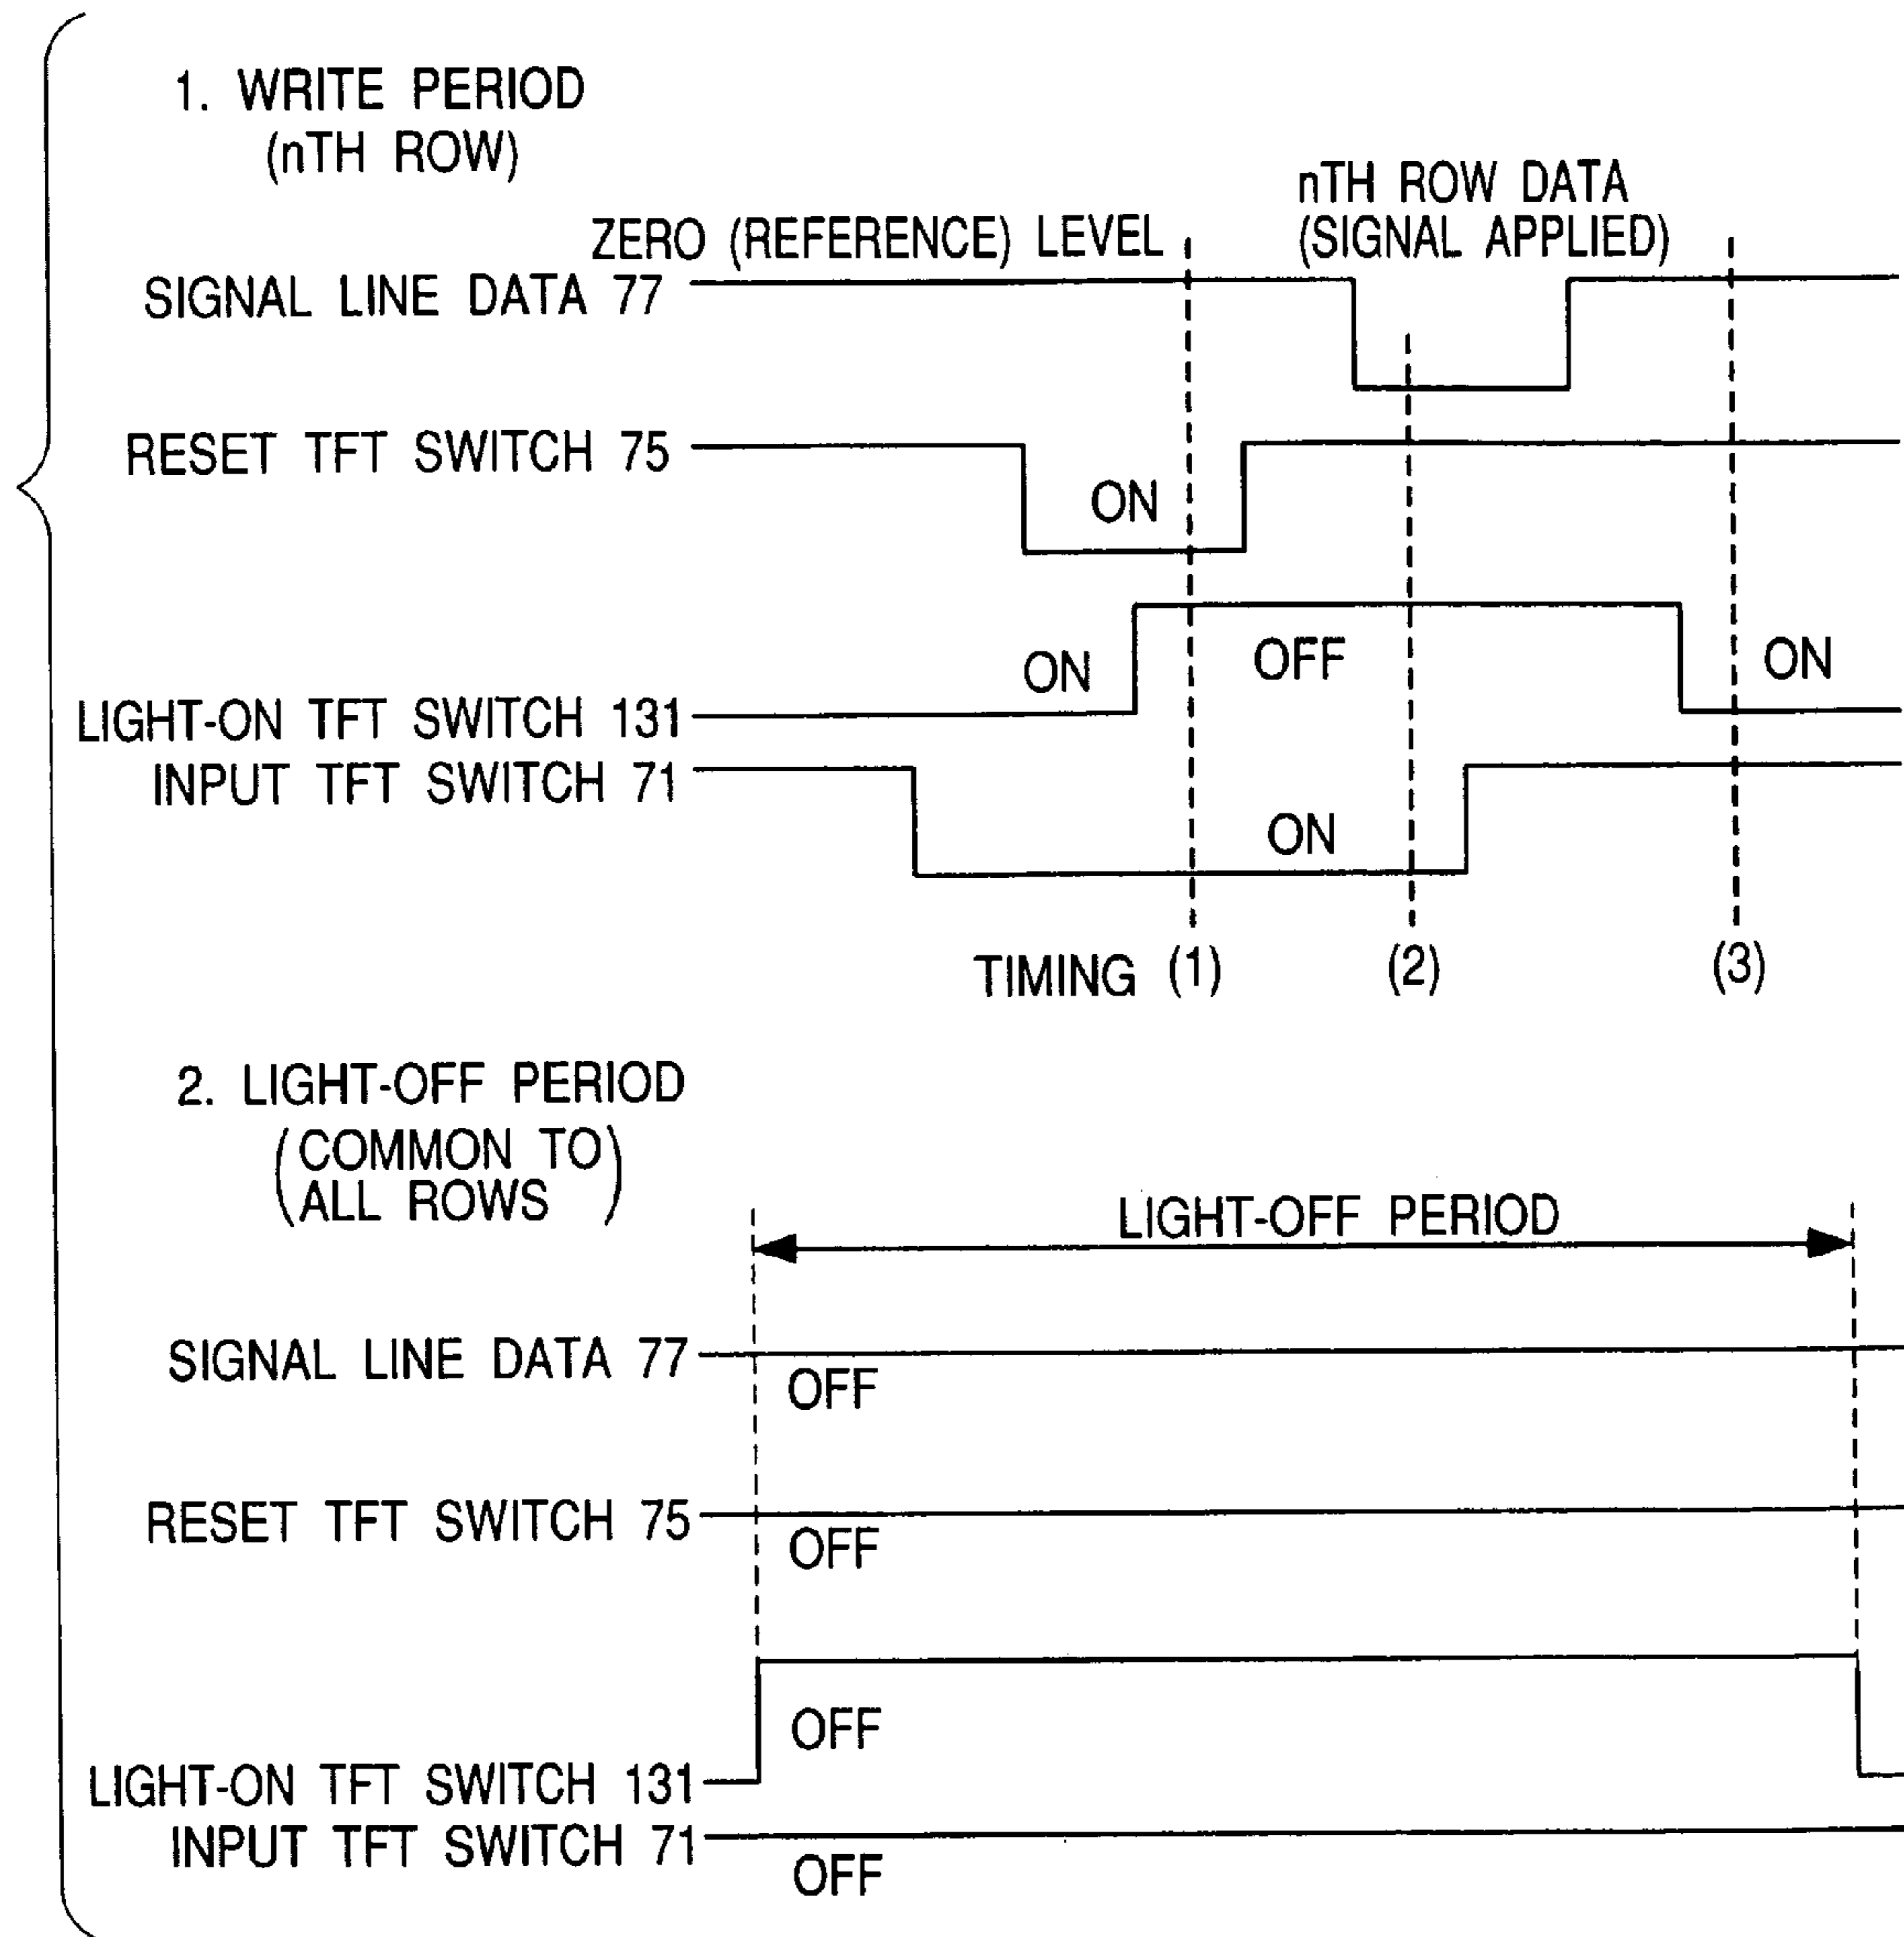 1. WRITE PERIOD
(nTH ROW)
nTH ROW DATA
(SIGNAL APPLIED)
ZERO (REFERENCE) LEVEL
SIGNAL LINE DATA 77
RESET TFT SWITCH 75
ON
ON
OFF
ON
LIGHT-ON TFT SWITCH 131
INPUT TFT SWITCH 71
ON
TIMING (1) (2) (3)
2. LIGHT-OFF PERIOD
(COMMON TO
ALL ROWS)
LIGHT-OFF PERIOD
SIGNAL LINE DATA 77
OFF
RESET TFT SWITCH 75
OFF
OFF
LIGHT-ON TFT SWITCH 131
INPUT TFT SWITCH 71
OFF